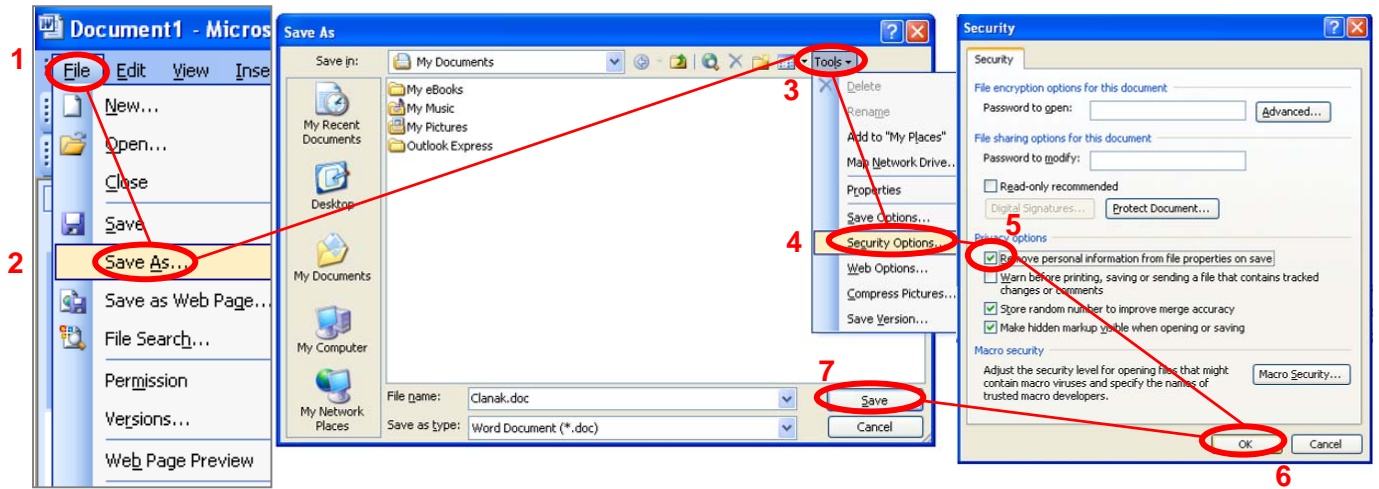 Document1 - Micros
1
File Edit View Inse
New...
Open...
Close
Save
2
Save As...
Save as Web Page...
File Search...
Permission
Versions...
Web Page Preview
Save As
Save in:
My Documents
Tools
3
My Recent
Documents
Desktop
My Documents
My Computer
My Network
Places
My eBooks
My Music
My Pictures
Outlook Express
Delete
Rename
Add to "My Places"
Map Network Drive..
Properties
Save Options...
4
Security Options...
Web Options...
Compress Pictures...
Save Version...
7
File name:
Clanak.doc
Save
Save as type:
Word Document (*.doc)
Cancel
Security
Security
File encryption options for this document
Password to open:
Advanced...
File sharing options for this document
Password to modify:
Read-only recommended
Digital Signatures...
Protect Document...
5
Privacy options
Remove personal information from file properties on save
Warn before printing, saving or sending a file that contains tracked
changes or comments
Store random number to improve merge accuracy
Make hidden markup visible when opening or saving
Macro security
Adjust the security level for opening files that might
contain macro viruses and specify the names of
trusted macro developers.
Macro Security...
OK
Cancel
6